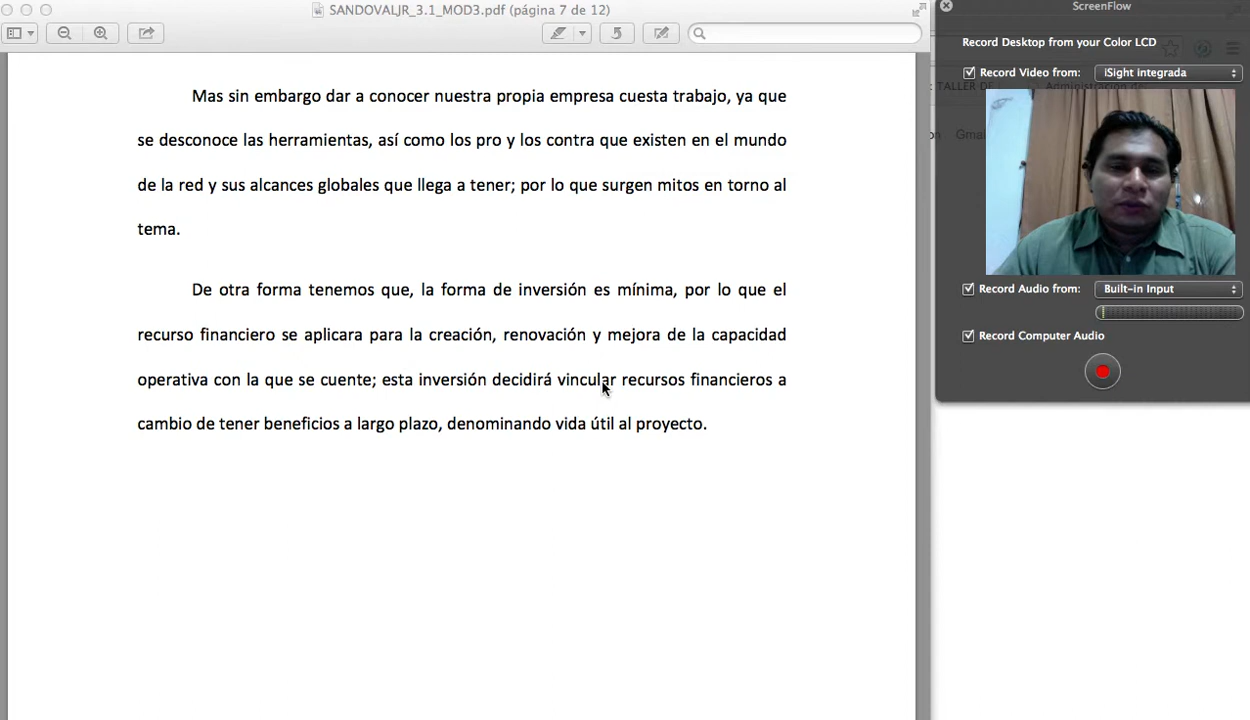 SANDOVALJR_3.1_MOD3.pdf (página 7 de 12)
Mas sin embargo dar a conocer nuestra propia empresa cuesta trabajo, ya que
se desconoce las herramientas, así como los pro y los contra que existen en el mundo
de la red y sus alcances globales que llega a tener; por lo que surgen mitos en torno al
tema.
De otra forma tenemos que, la forma de inversión es mínima, por lo que el
recurso financiero se aplicara para la creación, renovación y mejora de la capacidad
operativa con la que se cuente; esta inversión decidirá vincular recursos financieros a
cambio de tener beneficios a largo plazo, denominando vida útil al proyecto.
ScreenFlow
Record Desktop from your Color LCD
Record Video from: iSight integrada
TALLER DI
Administración de
on Gma
Record Audio from: Built-in Input
Record Computer Audio